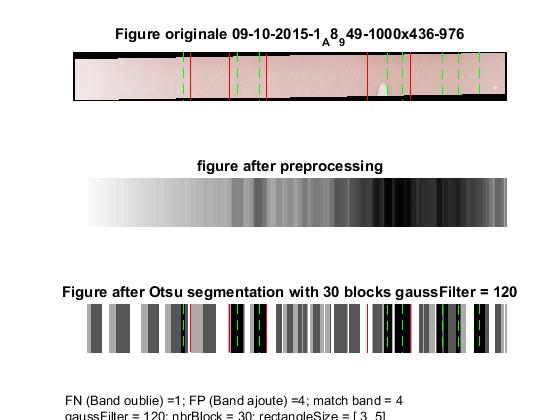 Figure originale 09-10-2015-1A8949-1000x436-976
figure after preprocessing
Figure after Otsu segmentation with 30 blocks gaussFilter = 120
FN (Band oublie) =1; FP (Band ajoute) =4; match band = 4
gaussFilter = 120; nbrBlock = 30; rectangleSize = [ 3 5]